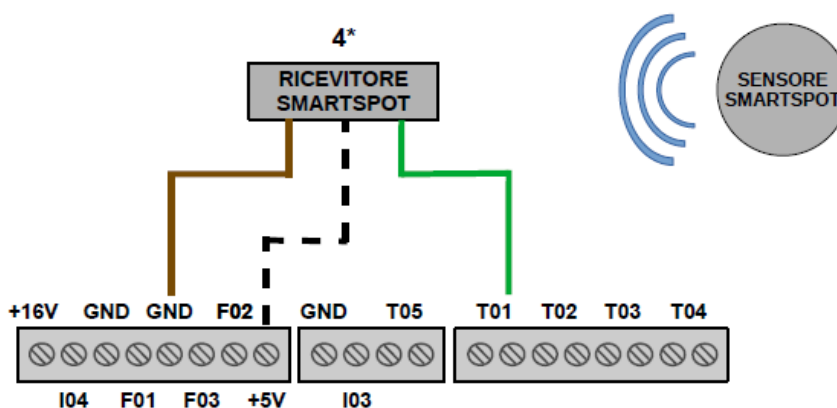 4*
RICEVITORE
SMARTSPOT
SENSORE
SMARTSPOT
+16V GND GND F02 GND T05 T01 T02 T03 T04
I04 F01 F03 +5V I03